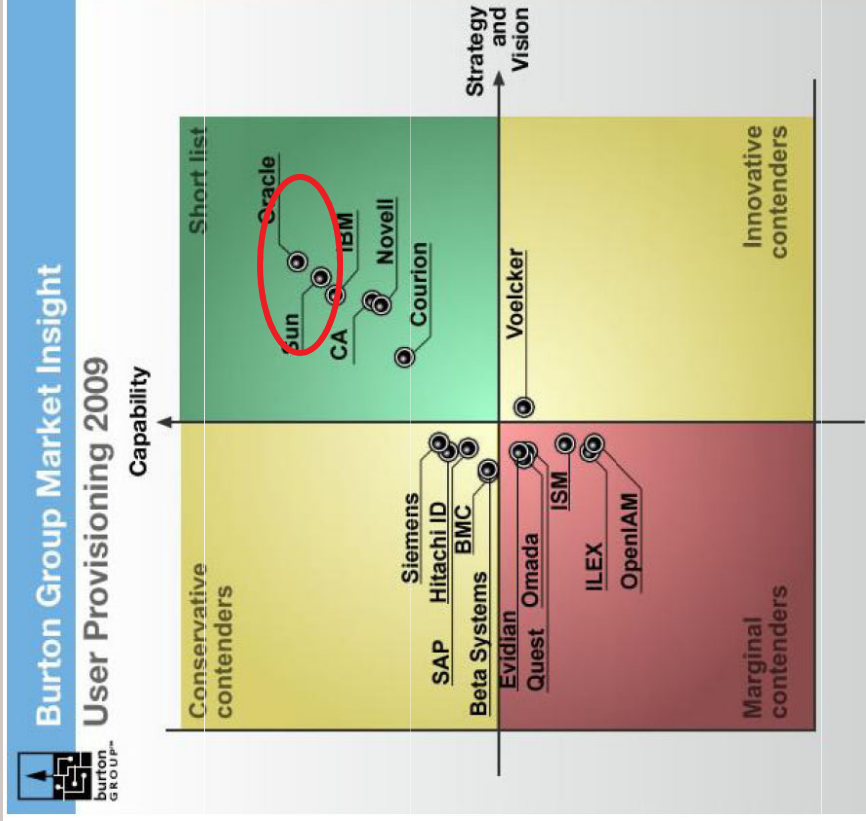 burton
GROUP™
Burton Group Market Insight
User Provisioning 2009
Capability
Conservative
contenders
Short list
Oracle
Sun
IBM
CA
Novell
Courion
Siemens
Hitachi ID
SAP
BMC
Beta Systems
Strategy
and
Vision
Evidian
Quest
Omada
ISM
ILEX
OpenIAM
Voelcker
Marginal
contenders
Innovative
contenders